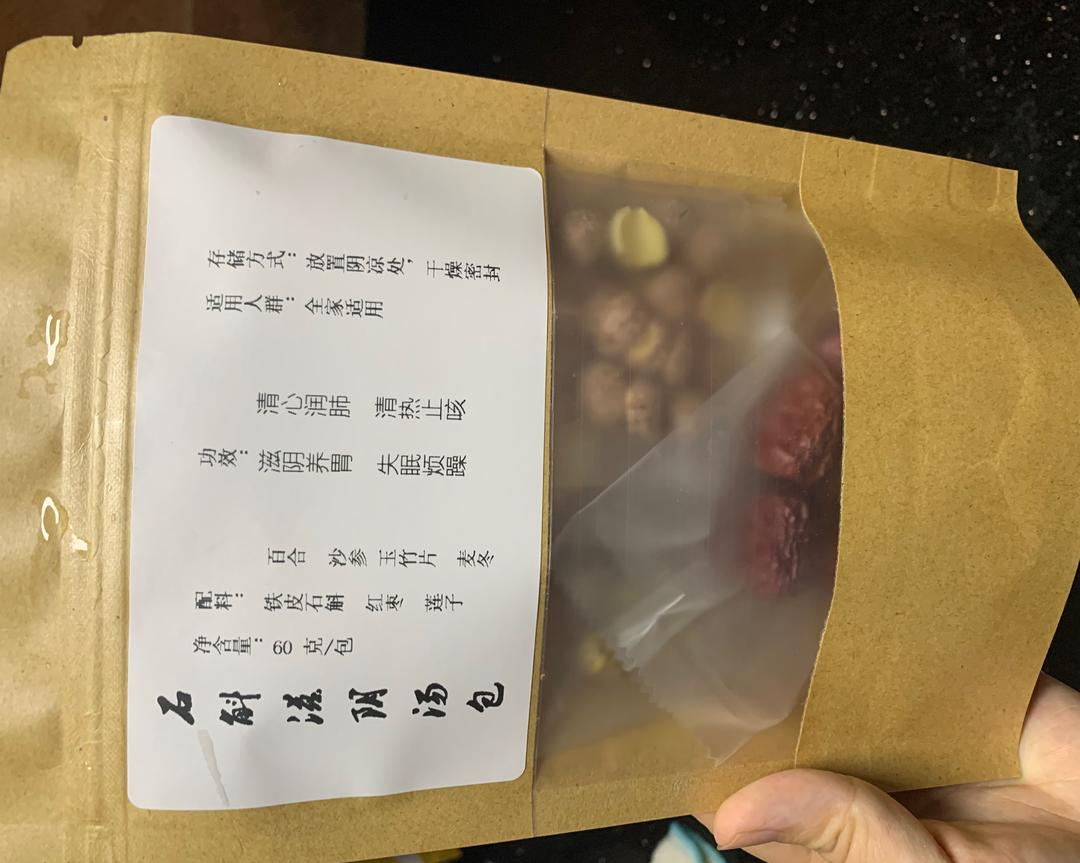 石斛滋阴汤包
净含量：60 克/包
配料：
铁皮石斛 红枣 莲子
百合 沙参 玉竹片 麦冬
功效：
滋阴养胃 失眠烦躁
清心润肺 清热止咳
适用人群：全家适用
存储方式：放置阴凉处，干燥密封